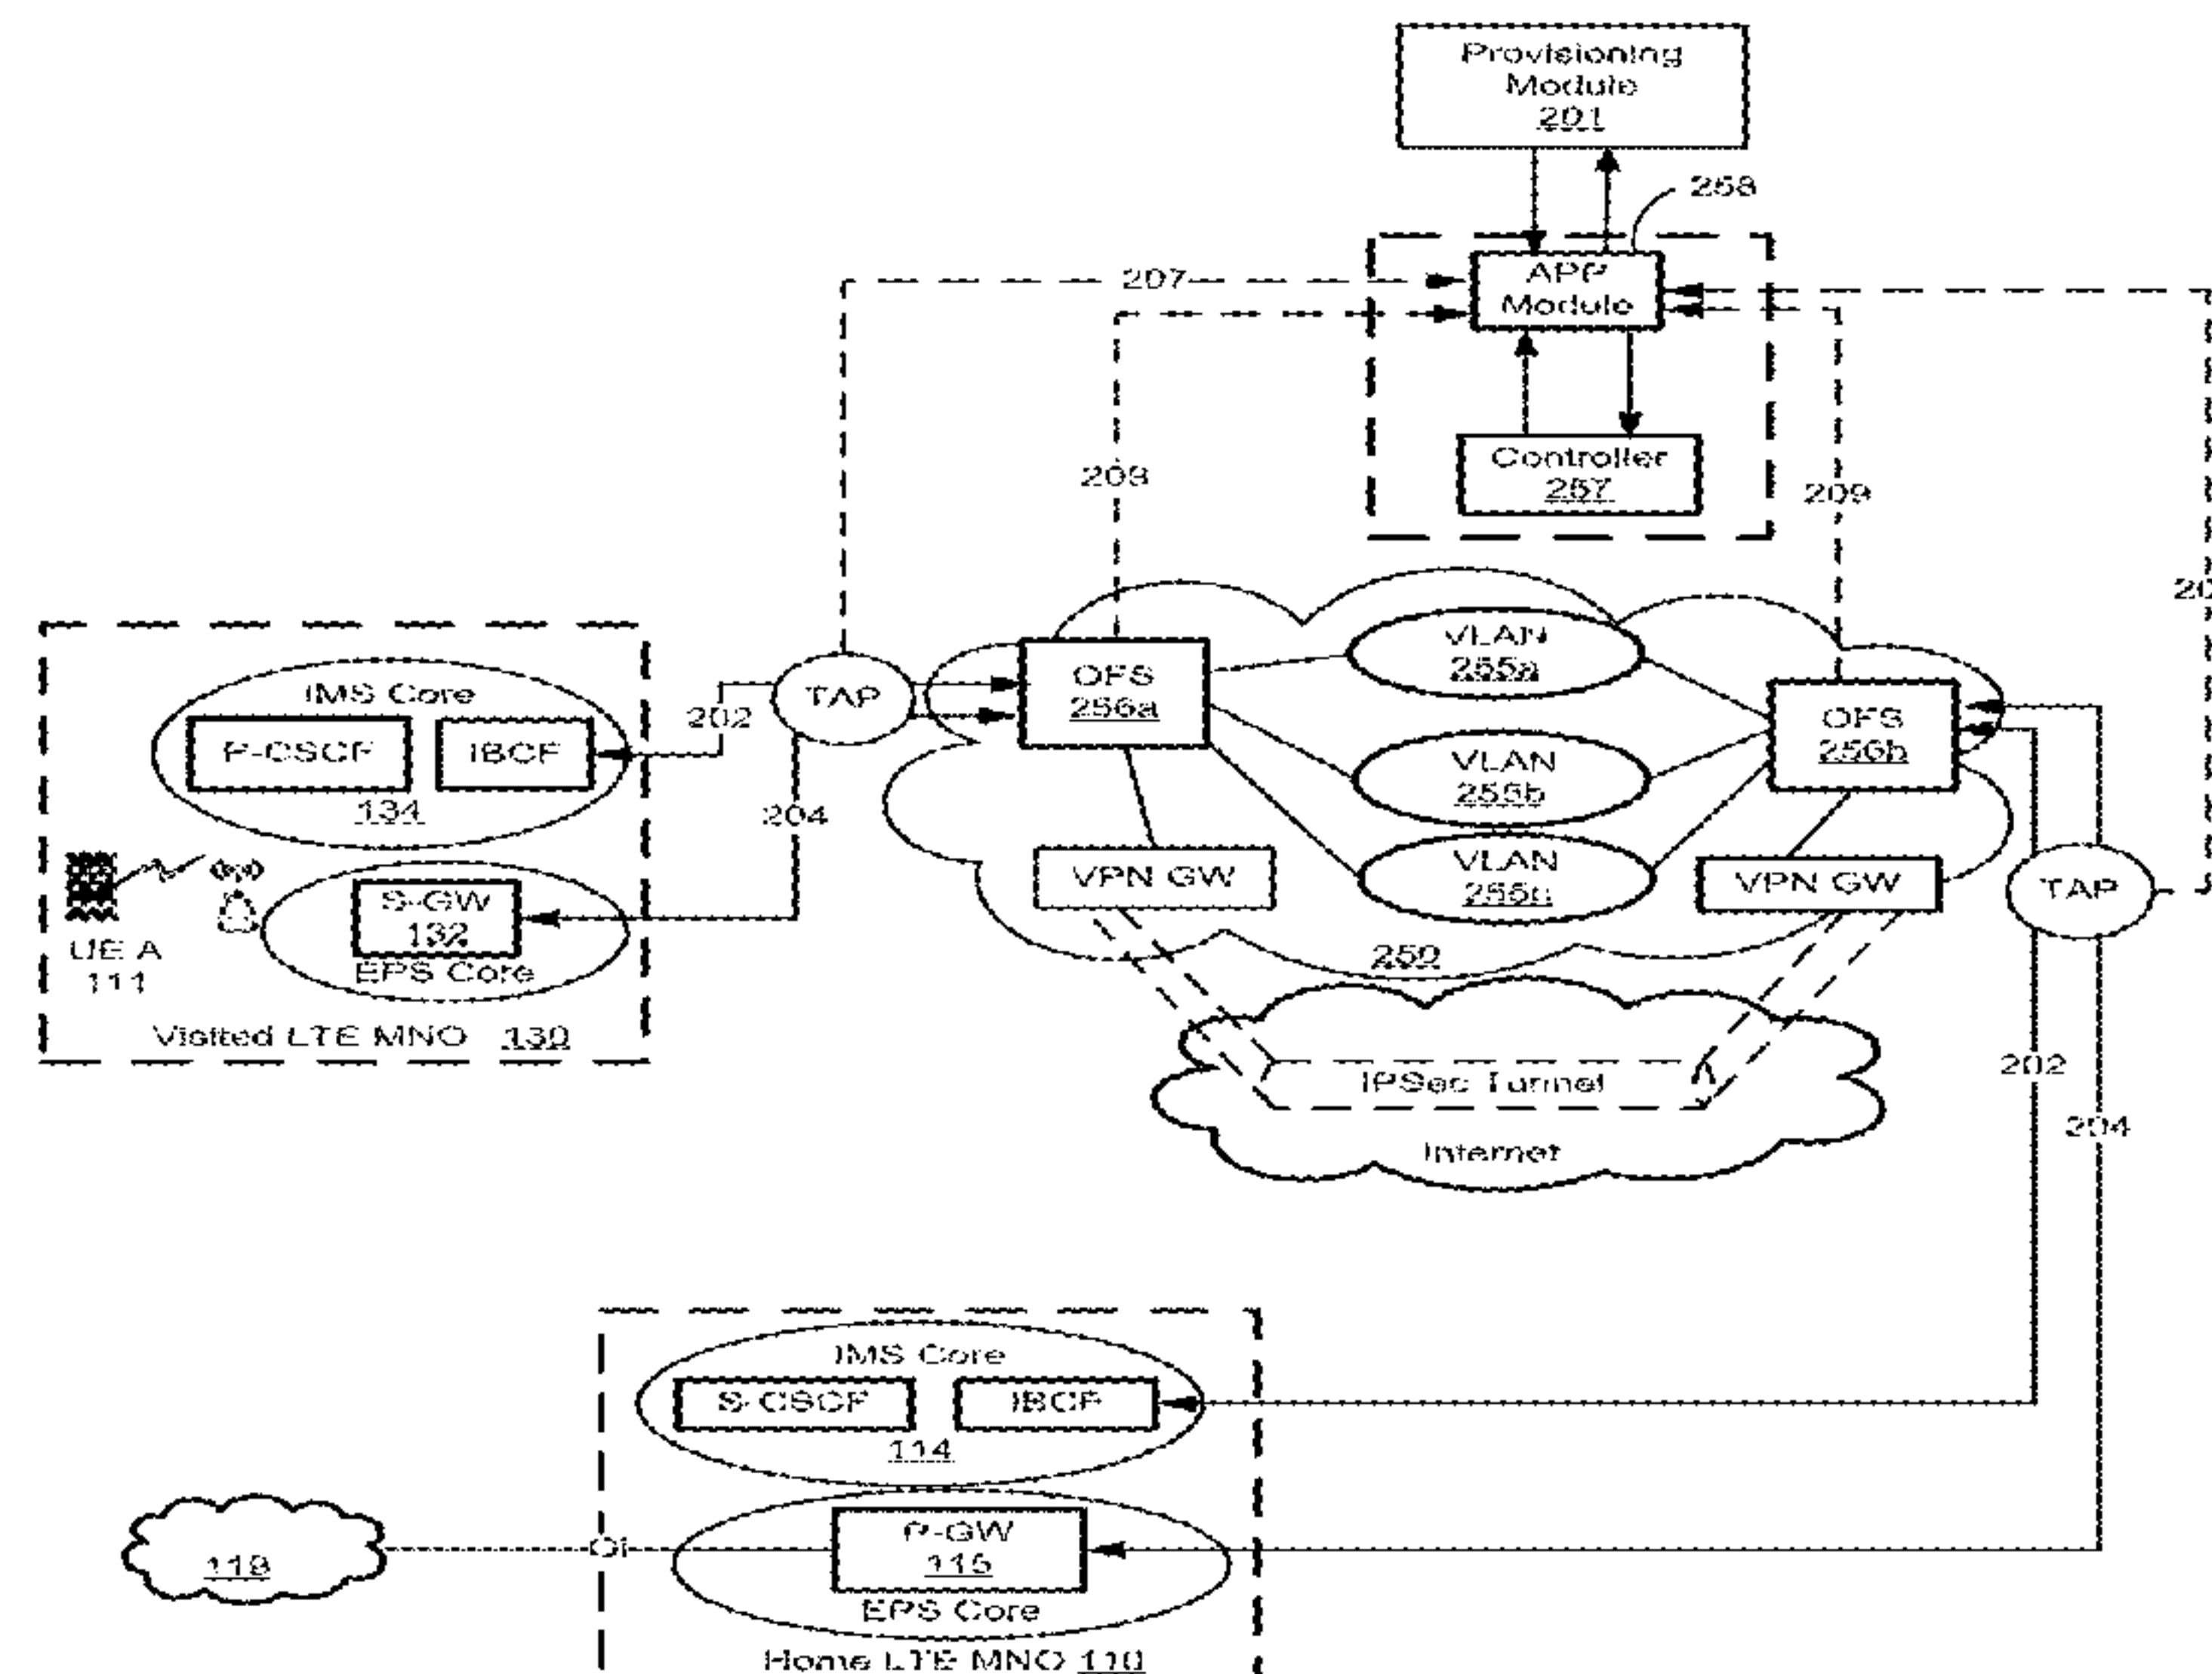 Provisioning
Module
201
258
207
APP
Module
Controller
257
209
VLAN
255a
OFS
256a
TAP
202
IMS Core
P-CSCF
IBCF
134
OFS
256b
VLAN
255b
204
VLAN
255c
VPN GW
VPN GW
TAP
S-GW
132
EPS Core
UE A
111
250
Visited LTE MNO 130
202
IPSec Tunnel
204
Internet
IMS Core
S-CSCF
IBCF
114
P-GW
115
EPS Core
Home LTE MNO 110